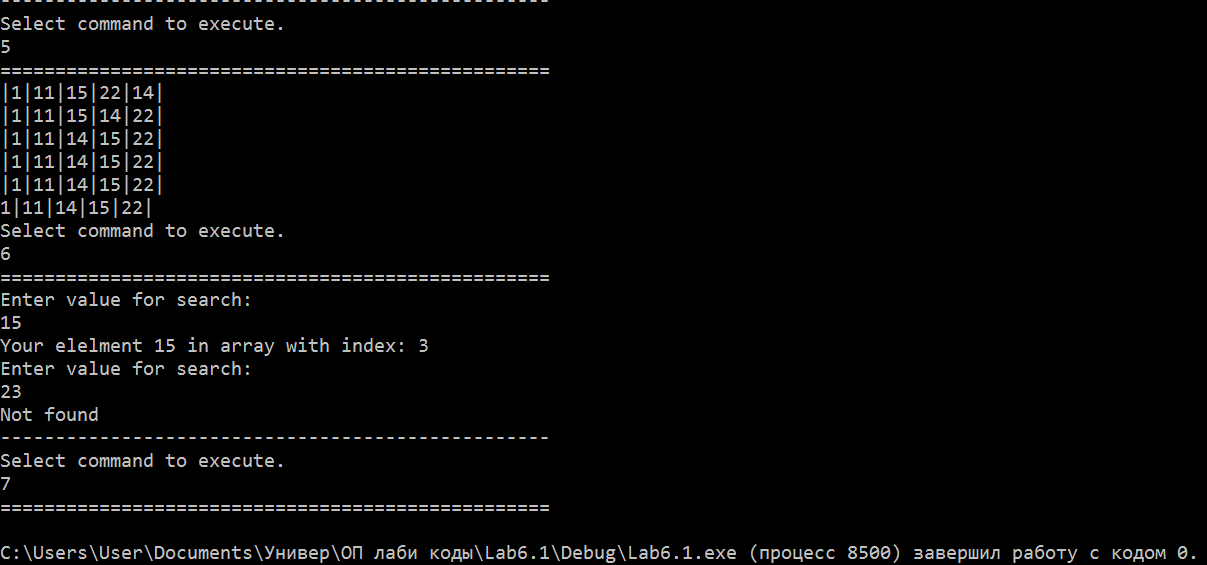 --------------------------------------------------
Select command to execute.
5
==================================================
|1|11|15|22|14|
|1|11|15|14|22|
|1|11|14|15|22|
|1|11|14|15|22|
|1|11|14|15|22|
1|11|14|15|22|
Select command to execute.
6
==================================================
Enter value for search:
15
Your elelment 15 in array with index: 3
Enter value for search:
23
Not found
--------------------------------------------------
Select command to execute.
7
==================================================
C:\Users\User\Documents\Универ\ОП лаби коды\Lab6.1\Debug\Lab6.1.exe (процесс 8500) завершил работу с кодом 0.